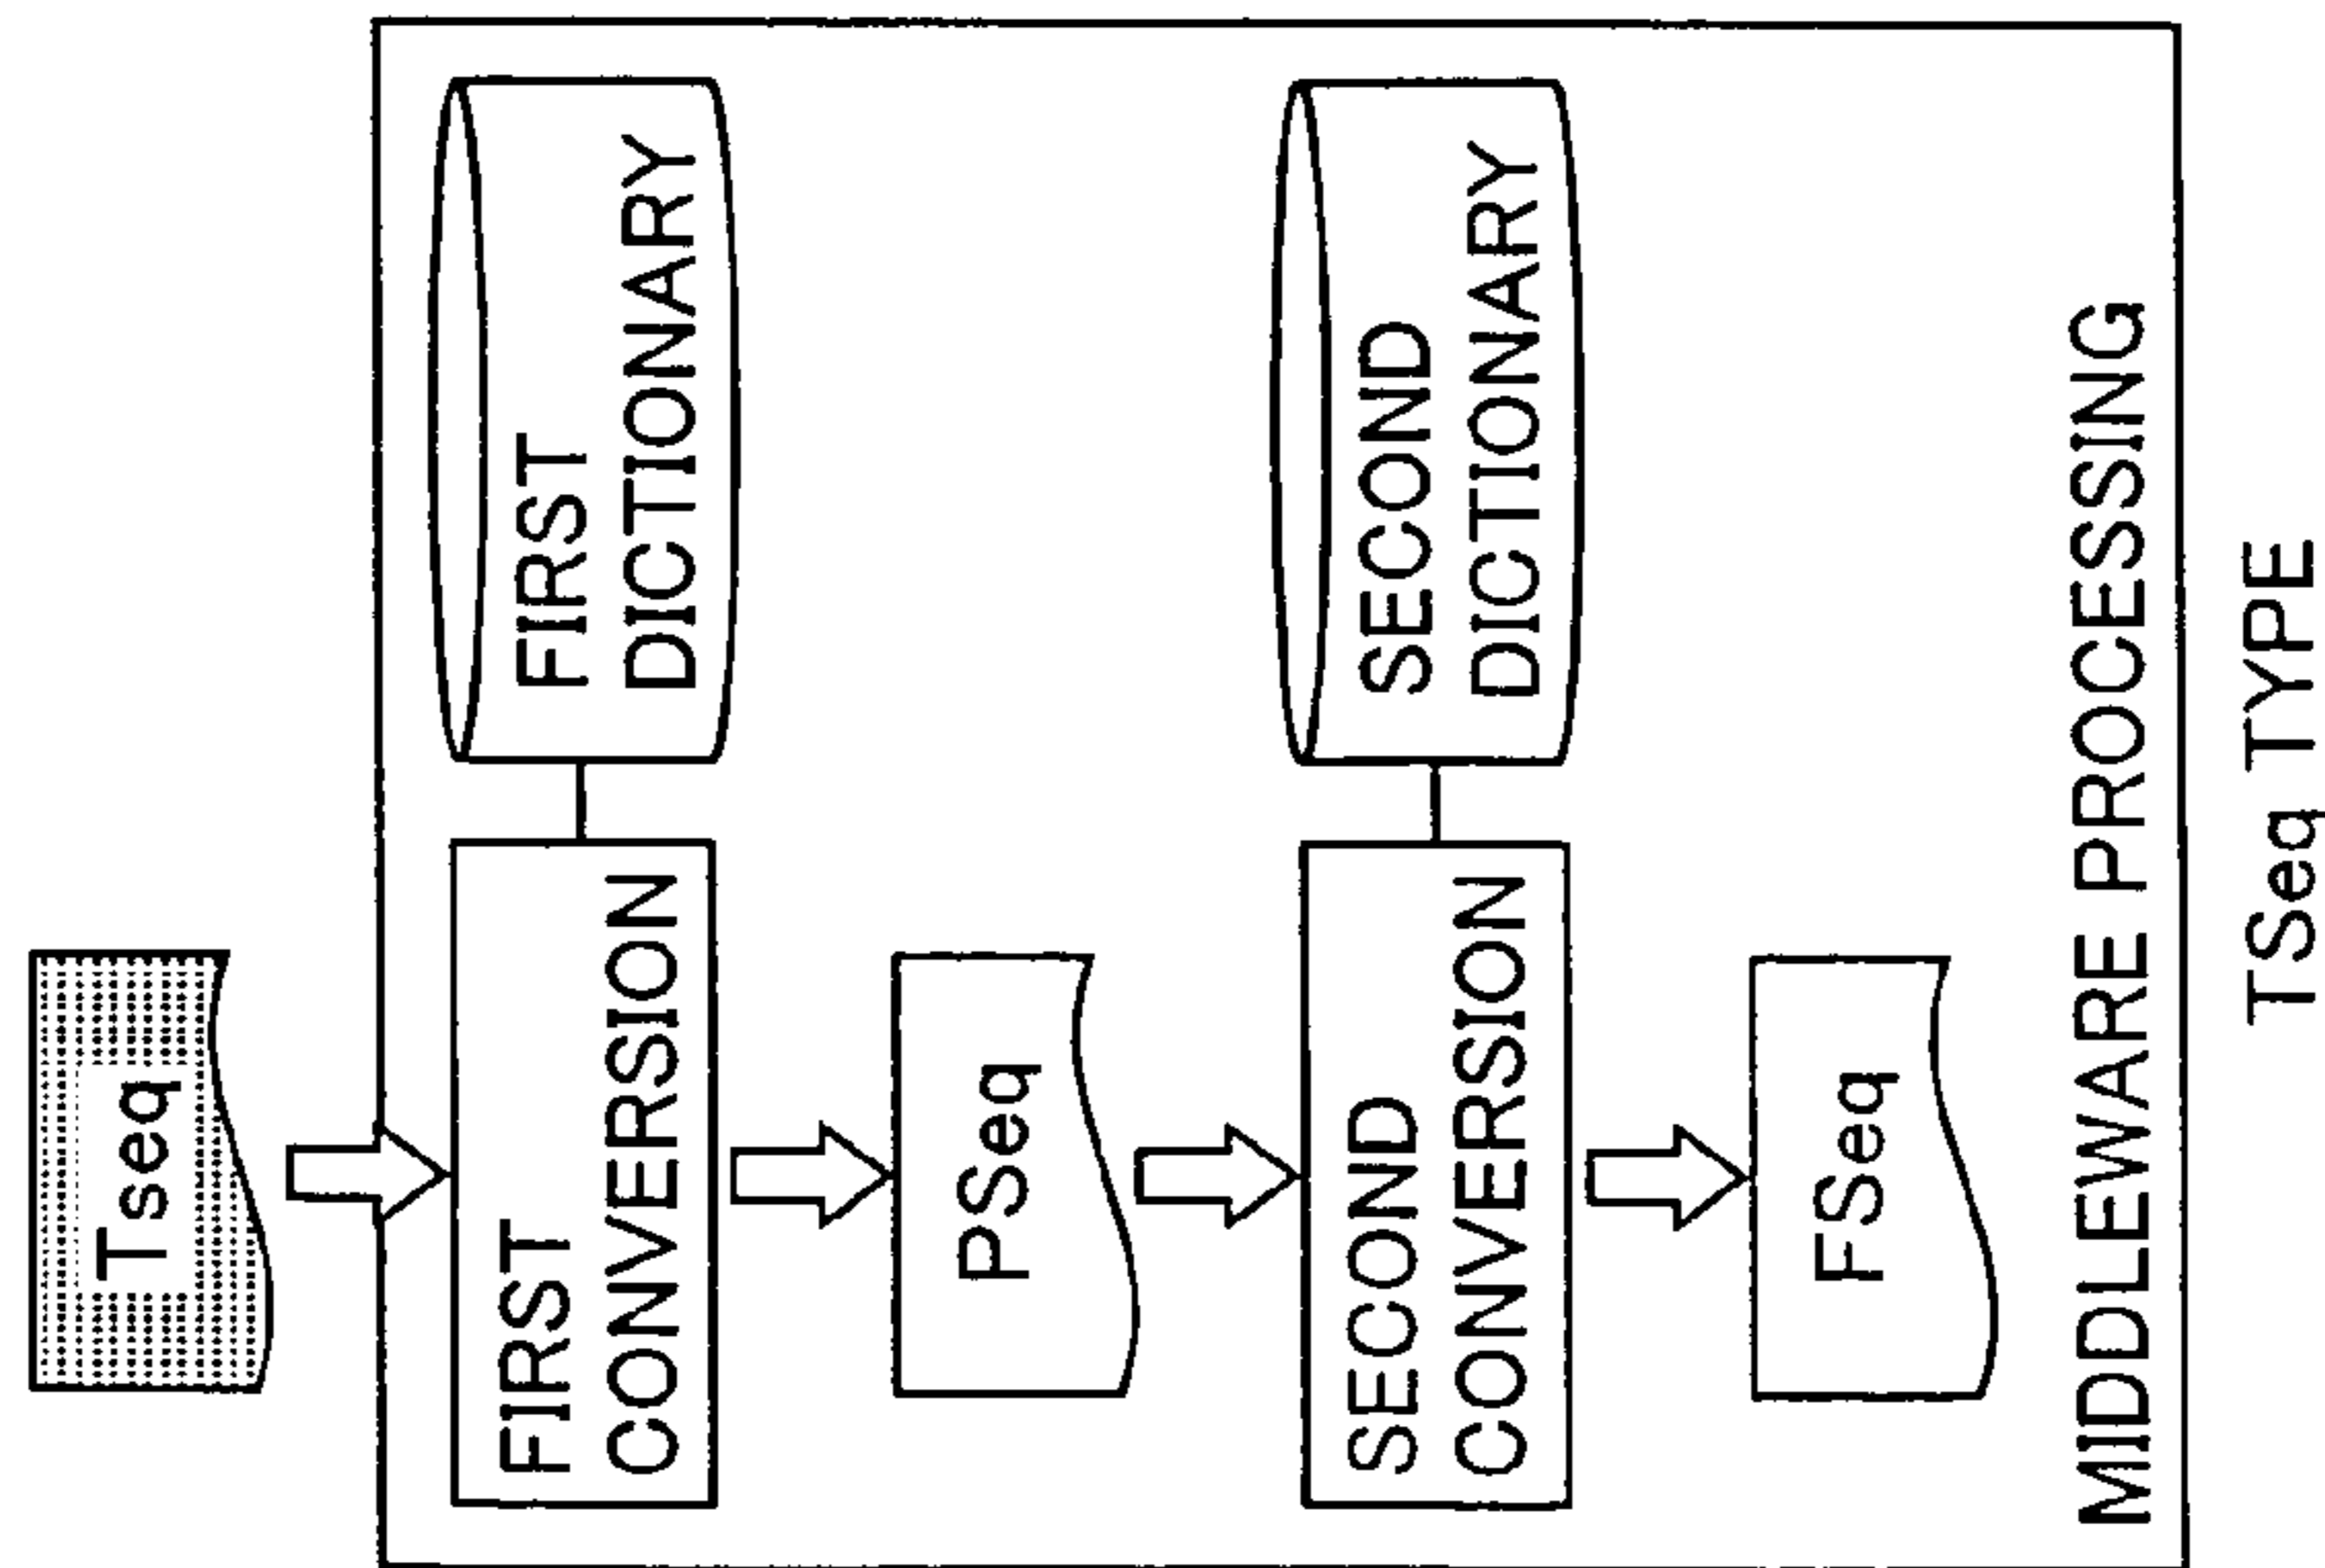 Tseq
FIRST
CONVERSION
FIRST
DICTIONARY
PSeq
SECOND
CONVERSION
SECOND
DICTIONARY
FSeq
MIDDLEWARE PROCESSING
TSeq TYPE